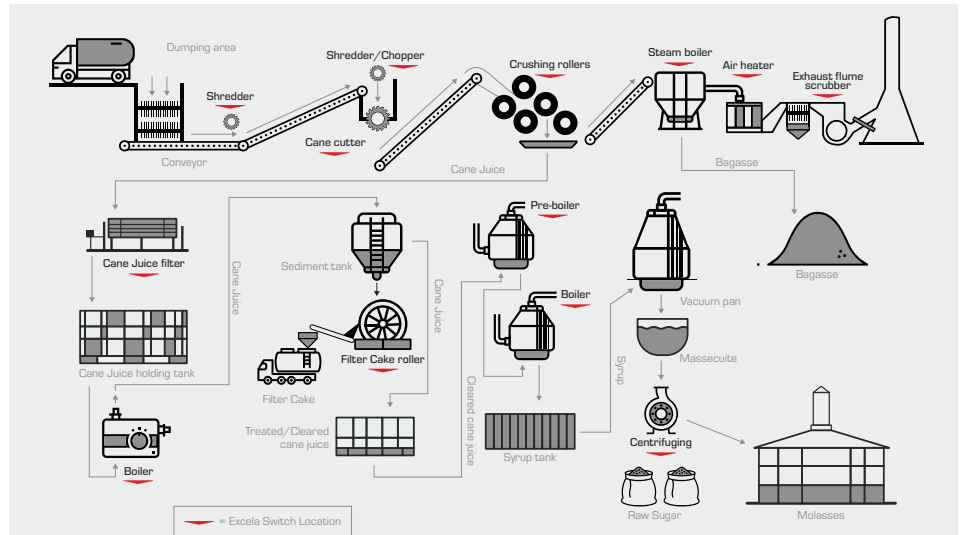 Dumping area
Shredder
Conveyor
Shredder/Chopper
Cane cutter
Crushing rollers
Cane Juice
Steam boiler
Air heater
Exhaust flume
scrubber
Bagasse
Bagasse
Cane Juice filter
Cane Juice holding tank
Boiler
Cane Juice
Sediment tank
Filter Cake roller
Filter Cake
Cane Juice
Treated/Cleared
cane juice
Cleared cane juice
Pre-boiler
Boiler
Syrup tank
Syrup
Vacuum pan
Massecuite
Centrifuging
Raw Sugar
Molasses
= Excela Switch Location